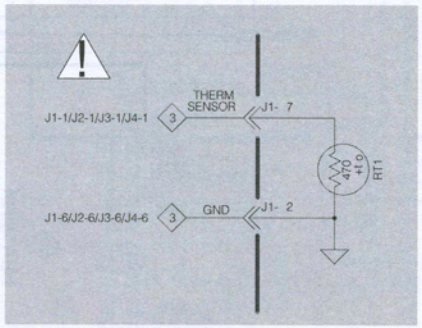 !
THERM
SENSOR
J1-1/J2-1/J3-1/J4-1
3
J1- 7
470
+t o
RT1
GND
J1-6/J2-6/J3-6/J4-6
3
J1- 2